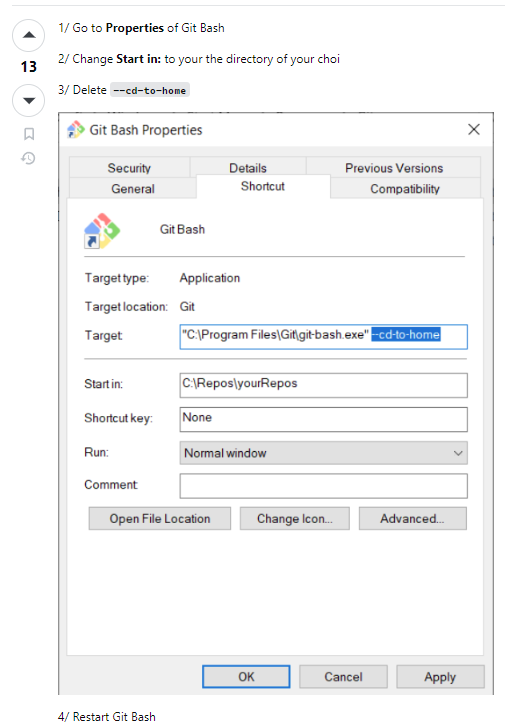 1/ Go to Properties of Git Bash
2/ Change Start in: to your the directory of your choi
13
3/ Delete --cd-to-home
Git Bash Properties
Security Details Previous Versions
General Shortcut Compatibility
Git Bash
Target type: Application
Target location: Git
Target: "C:\Program Files\Git\git-bash.exe" --cd-to-home
Start in: C:\Repos\yourRepos
Shortcut key: None
Run: Normal window
Comment:
Open File Location Change Icon... Advanced...
OK Cancel Apply
4/ Restart Git Bash